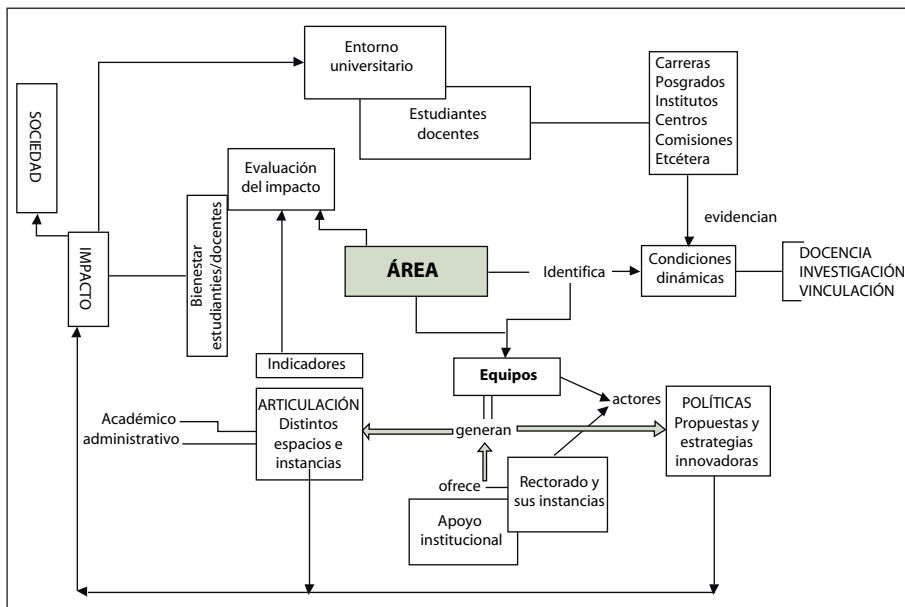 Entorno
universitario
Estudiantes
docentes
Carreras
Posgrados
Institutos
Centros
Comisiones
Etcétera
SOCIEDAD
Evaluación
del impacto
Bienestar
estudianties/docentes
IMPACTO
evidencian
ÁREA
Identifica
Condiciones
dinámicas
DOCENCIA
INVESTIGACIÓN
VINCULACIÓN
Indicadores
Equipos
actores
ARTICULACIÓN
Distintos
espacios e
instancias
Académico
administrativo
generan
POLÍTICAS
Propuestas y
estrategias
innovadoras
ofrece
Rectorado y
sus instancias
Apoyo
institucional